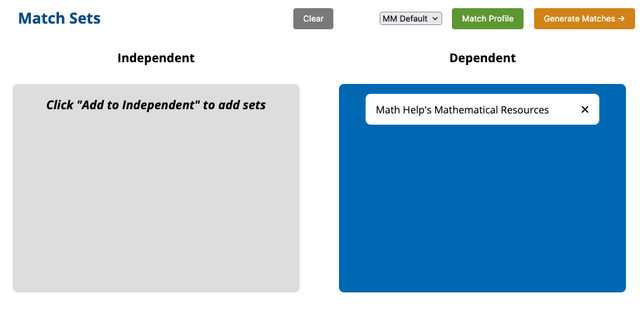 Match Sets
Clear
MM Default
Match Profile
Generate Matches →
Independent
Dependent
Click "Add to Independent" to add sets
Math Help's Mathematical Resources